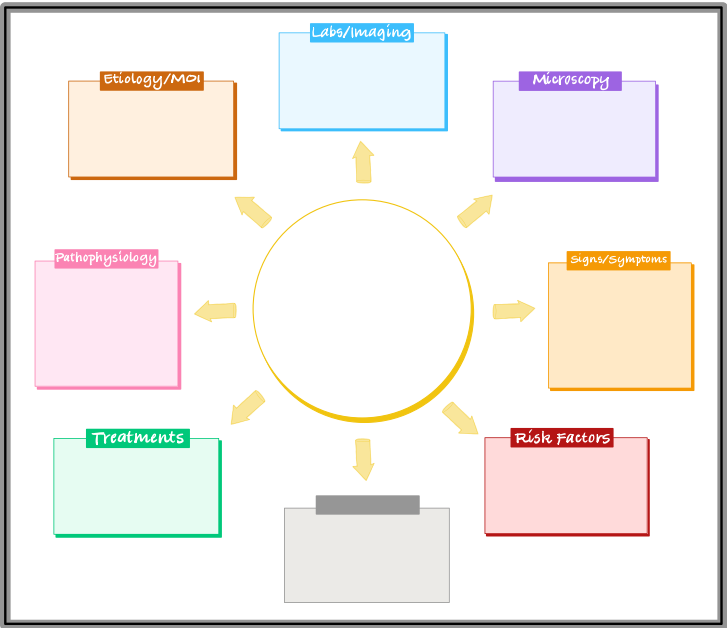 Labs/Imaging
Etiology/MOI
Microscopy
Pathophysiology
Signs/Symptoms
Treatments
Risk Factors